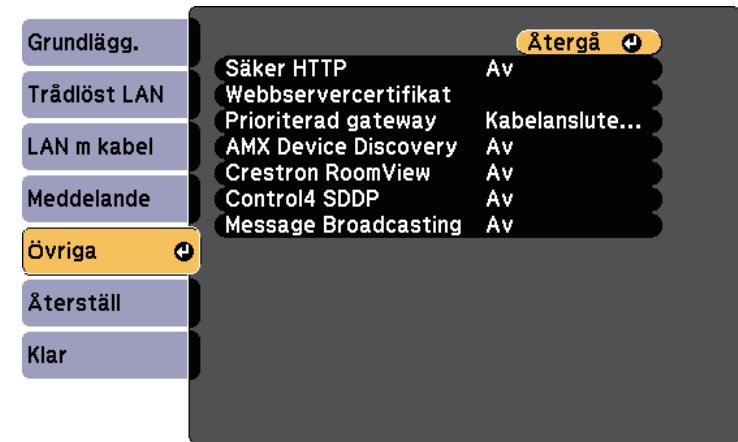 Grundlägg.
Trådlöst LAN
LAN m kabel
Meddelande
Övriga
Återställ
Klar
Återgå
Säker HTTP Av
Webbservercertifikat
Prioriterad gateway Kabelanslute...
AMX Device Discovery Av
Crestron RoomView Av
Control4 SDDP Av
Message Broadcasting Av